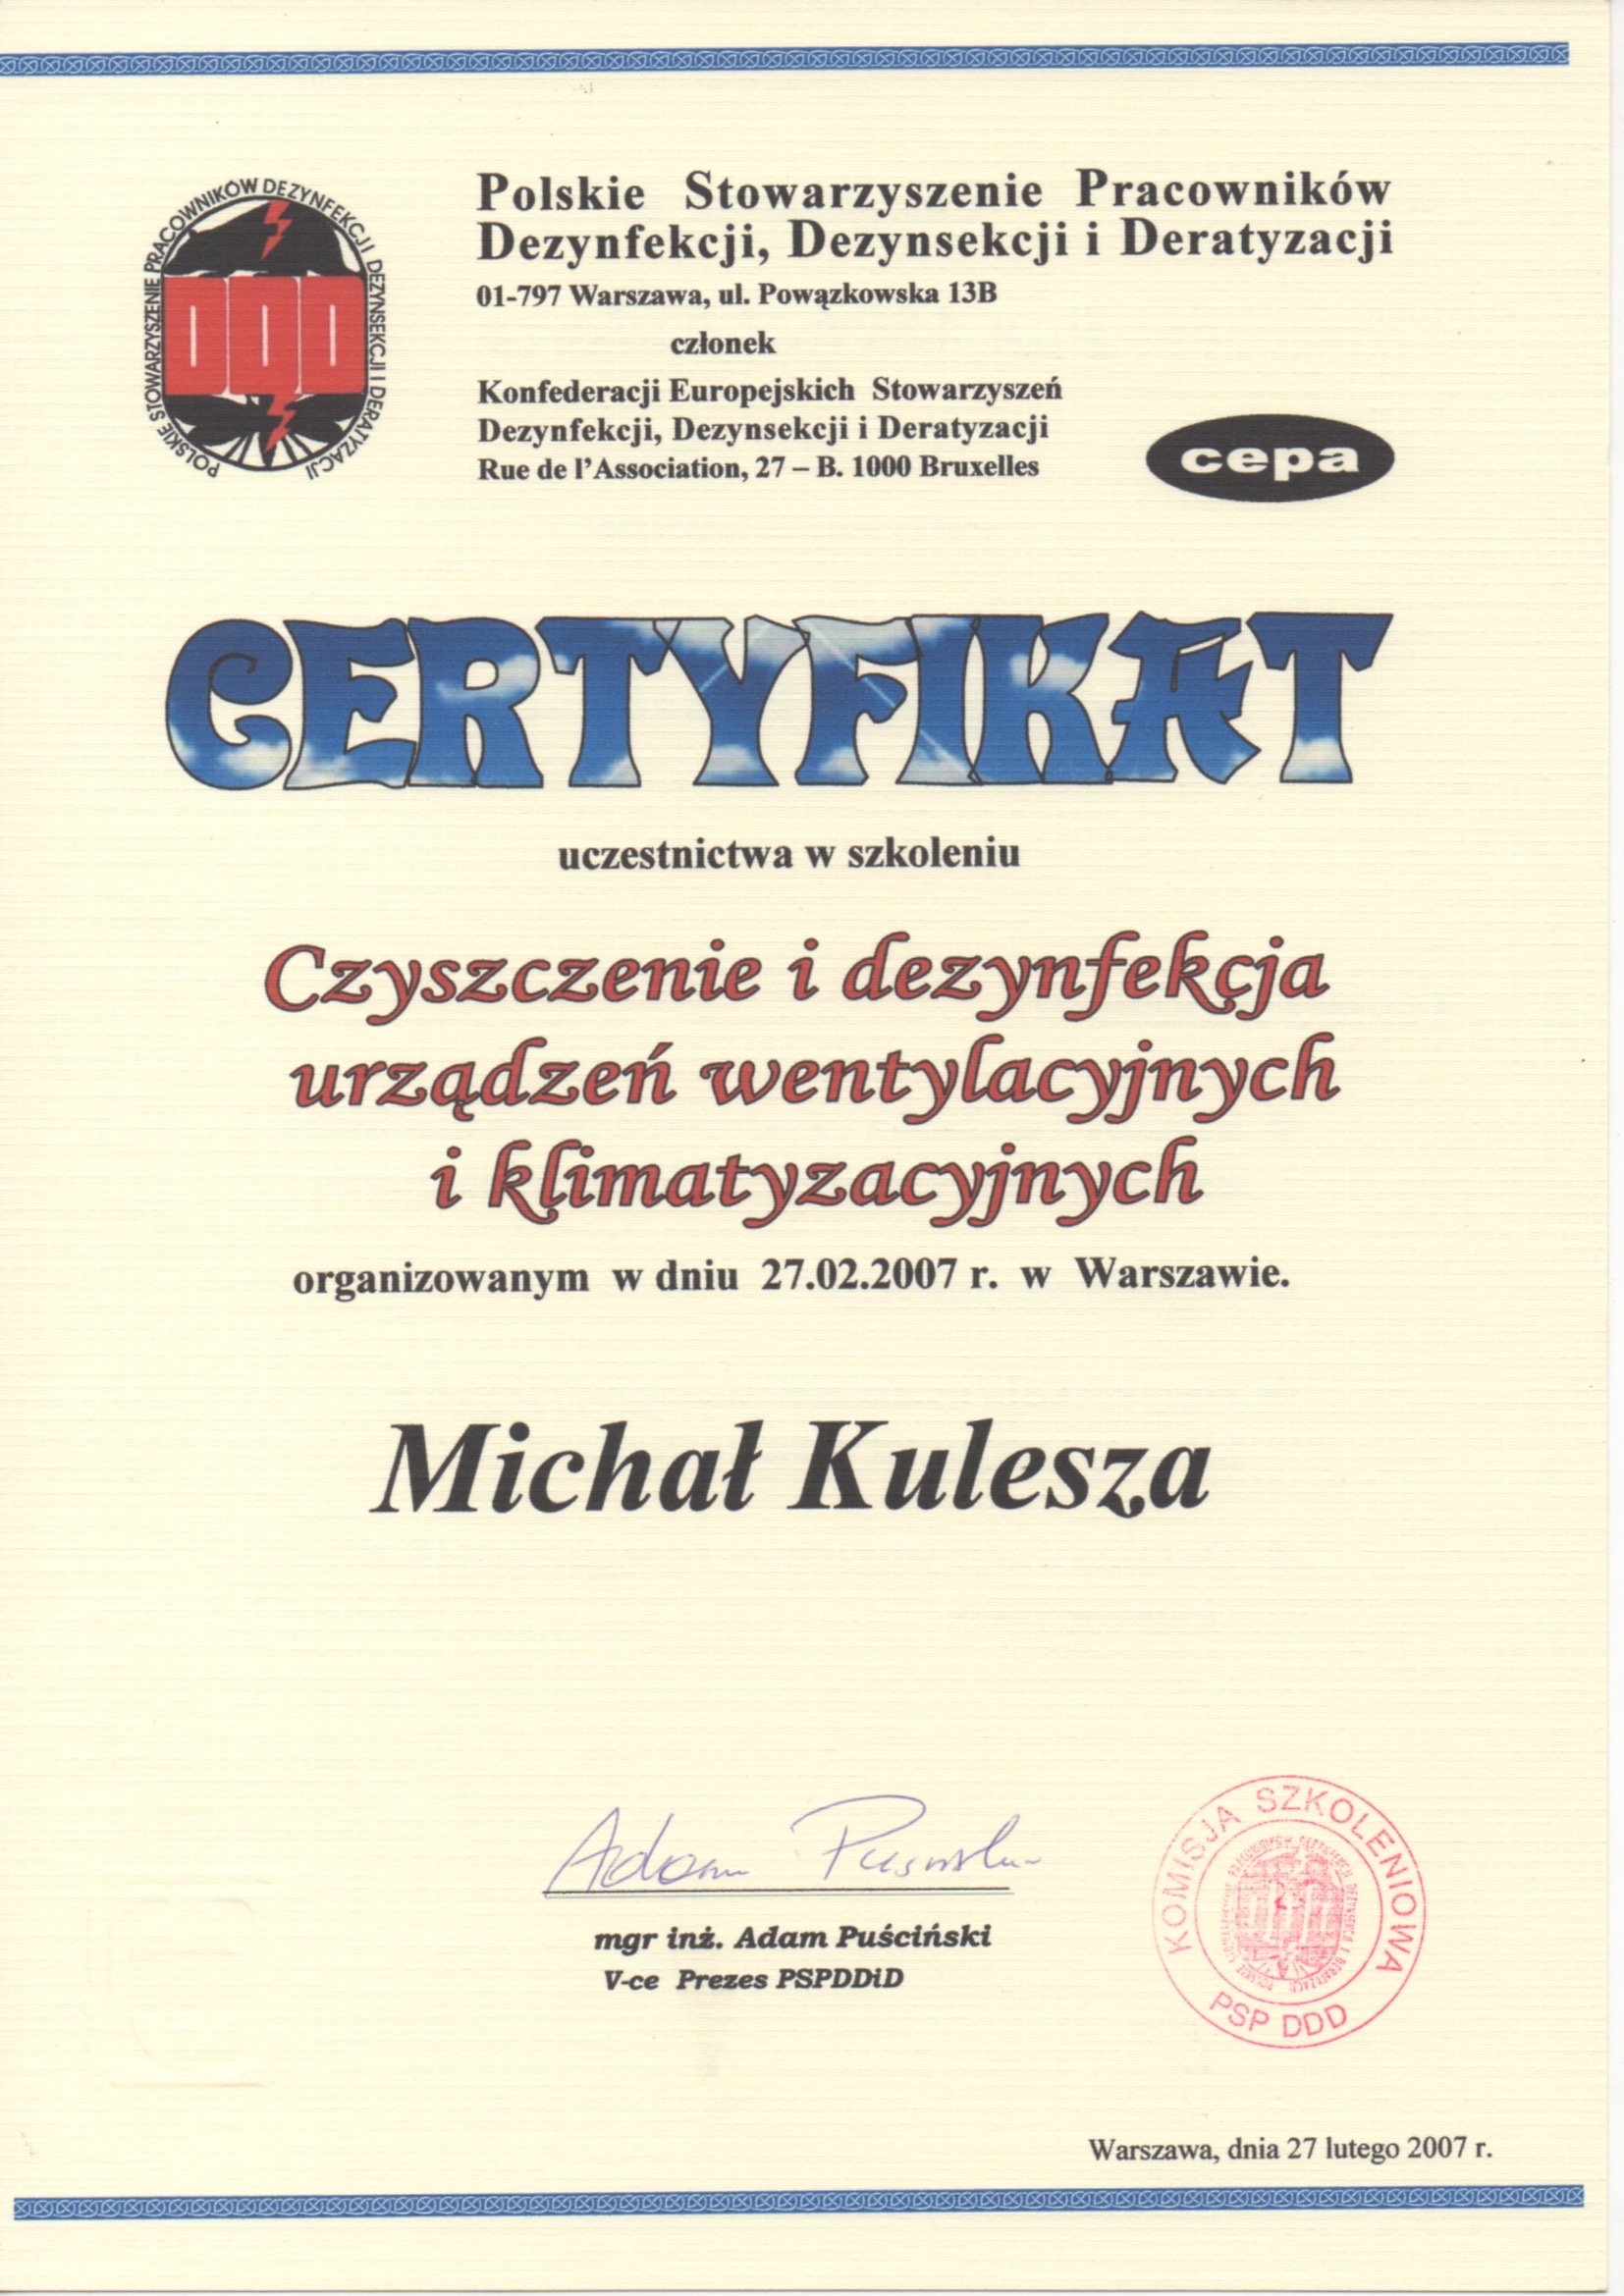 POLSKIE STOWARZYSZENIE PRACOWNIKÓW DEZYNFEKCJI DEZYNSEKCJI I DERATYZACJI
DDD
Polskie Stowarzyszenie Pracowników
Dezynfekcji, Dezynsekcji i Deratyzacji
01-797 Warszawa, ul. Powązkowska 13B
członek
Konfederacji Europejskich Stowarzyszeń
Dezynfekcji, Dezynsekcji i Deratyzacji
Rue de l'Association, 27 – B. 1000 Bruxelles
cepa
CERTYFIKAT
uczestnictwa w szkoleniu
Czyszczenie i dezynfekcja
urządzeń wentylacyjnych
i klimatyzacyjnych
organizowanym w dniu 27.02.2007 r. w Warszawie.
Michał Kulesza
Adam
mgr inż. Adam Puściński
V-ce Prezes PSPDDiD
KOMISJA SZKOLENIOWA
PSP DDD
Warszawa, dnia 27 lutego 2007 r.